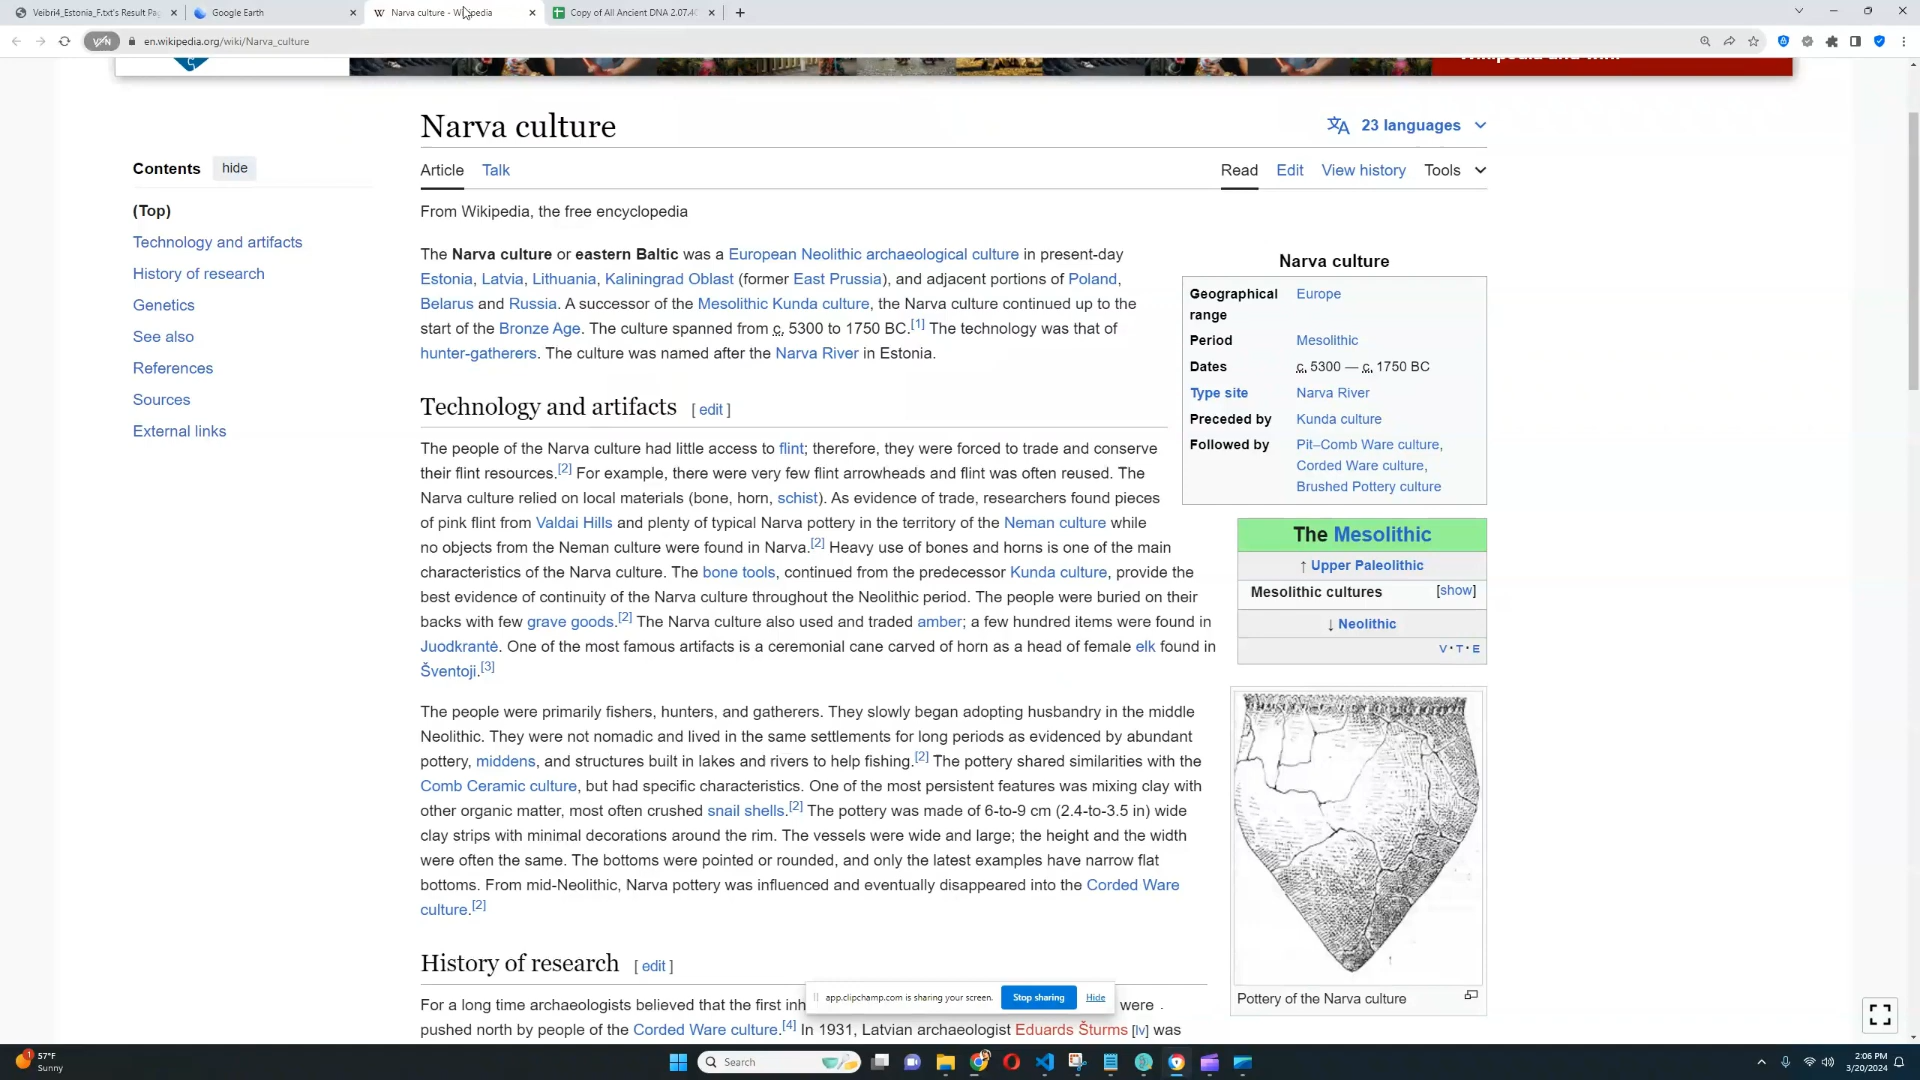 Veibri4_Estonia_F.txt's Result Pa
Google Earth
Narva culture - Wikipedia
Copy of All Ancient DNA 2.07.4
en.wikipedia.org/wiki/Narva_culture
Narva culture
23 languages
Contents
hide
Article
Talk
Read
Edit
View history
Tools
(Top)
Technology and artifacts
History of research
Genetics
See also
References
Sources
External links
From Wikipedia, the free encyclopedia
The Narva culture or eastern Baltic was a European Neolithic archaeological culture in present-day
Estonia, Latvia, Lithuania, Kaliningrad Oblast (former East Prussia), and adjacent portions of Poland,
Belarus and Russia. A successor of the Mesolithic Kunda culture, the Narva culture continued up to the
start of the Bronze Age. The culture spanned from c. 5300 to 1750 BC.[1] The technology was that of
hunter-gatherers. The culture was named after the Narva River in Estonia.
Narva culture
Geographical range Europe
Period Mesolithic
Dates c. 5300 — c. 1750 BC
Type site Narva River
Preceded by Kunda culture
Followed by Pit–Comb Ware culture,
Corded Ware culture,
Brushed Pottery culture
The Mesolithic
↑ Upper Paleolithic
Mesolithic cultures [show]
↓ Neolithic
V · T · E
Technology and artifacts [ edit ]
The people of the Narva culture had little access to flint; therefore, they were forced to trade and conserve
their flint resources.[2] For example, there were very few flint arrowheads and flint was often reused. The
Narva culture relied on local materials (bone, horn, schist). As evidence of trade, researchers found pieces
of pink flint from Valdai Hills and plenty of typical Narva pottery in the territory of the Neman culture while
no objects from the Neman culture were found in Narva.[2] Heavy use of bones and horns is one of the main
characteristics of the Narva culture. The bone tools, continued from the predecessor Kunda culture, provide the
best evidence of continuity of the Narva culture throughout the Neolithic period. The people were buried on their
backs with few grave goods.[2] The Narva culture also used and traded amber; a few hundred items were found in
Juodkrantė. One of the most famous artifacts is a ceremonial cane carved of horn as a head of female elk found in
Šventoji.[3]
The people were primarily fishers, hunters, and gatherers. They slowly began adopting husbandry in the middle
Neolithic. They were not nomadic and lived in the same settlements for long periods as evidenced by abundant
pottery, middens, and structures built in lakes and rivers to help fishing.[2] The pottery shared similarities with the
Comb Ceramic culture, but had specific characteristics. One of the most persistent features was mixing clay with
other organic matter, most often crushed snail shells.[2] The pottery was made of 6-to-9 cm (2.4-to-3.5 in) wide
clay strips with minimal decorations around the rim. The vessels were wide and large; the height and the width
were often the same. The bottoms were pointed or rounded, and only the latest examples have narrow flat
bottoms. From mid-Neolithic, Narva pottery was influenced and eventually disappeared into the Corded Ware
culture.[2]
Pottery of the Narva culture
History of research [ edit ]
For a long time archaeologists believed that the first inh were
pushed north by people of the Corded Ware culture.[4] In 1931, Latvian archaeologist Eduards Šturms [lv] was
app.clipchamp.com is sharing your screen.
Stop sharing
Hide
1
57°F
Sunny
Search
2:06 PM
3/20/2024